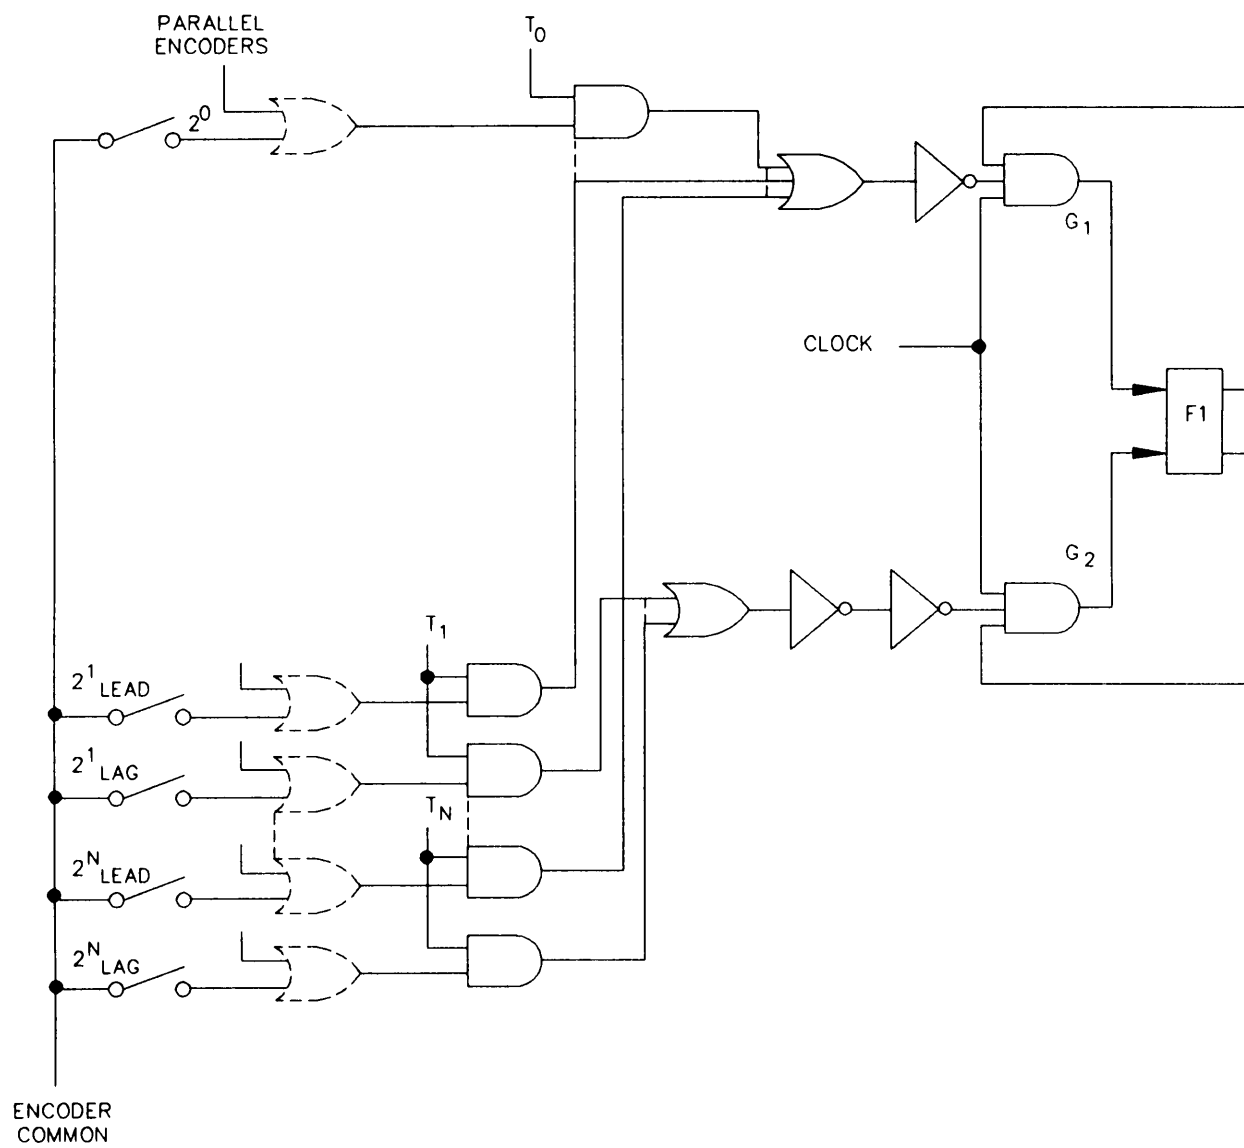 PARALLEL
ENCODERS
T0
2^0
G1
CLOCK
F1
G2
T1
2^1 LEAD
2^1 LAG
TN
2^N LEAD
2^N LAG
ENCODER
COMMON